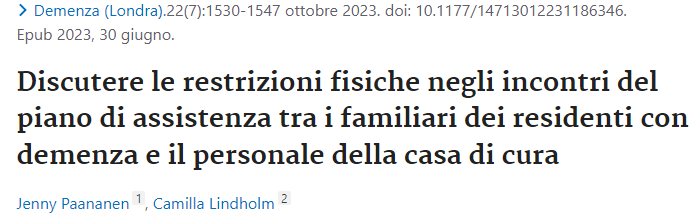 Demenza (Londra).22(7):1530-1547 ottobre 2023. doi: 10.1177/14713012231186346.
Epub 2023, 30 giugno.
Discutere le restrizioni fisiche negli incontri del
piano di assistenza tra i familiari dei residenti con
demenza e il personale della casa di cura
Jenny Paananen 1, Camilla Lindholm 2